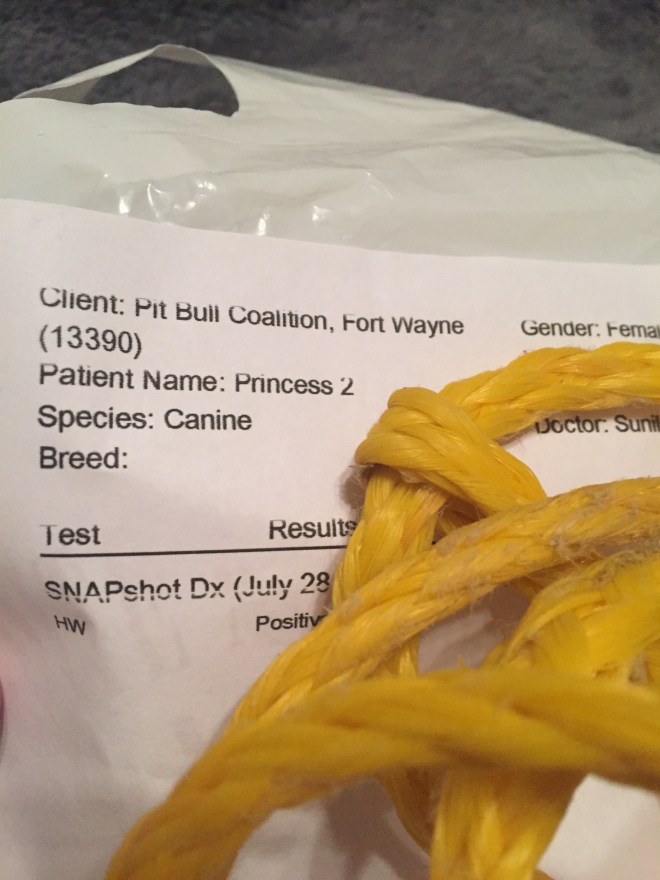 Client: Pit Bull Coalition, Fort Wayne
(13390)
Patient Name: Princess 2
Species: Canine
Breed:
Gender: Femal
Doctor: Sunil
Test Results
SNAPshot Dx (July 28
HW Positiv